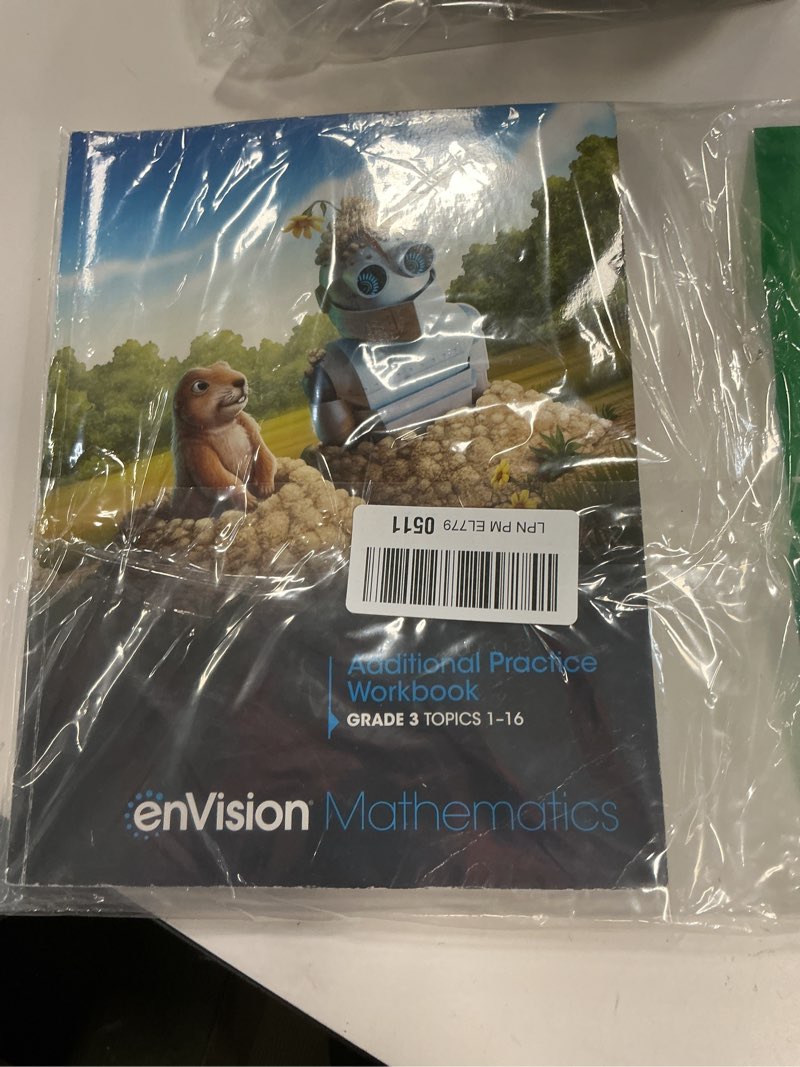 LPN PM EL779 0511
Additional Practice
Workbook
GRADE 3 TOPICS 1-16
enVision Mathematics